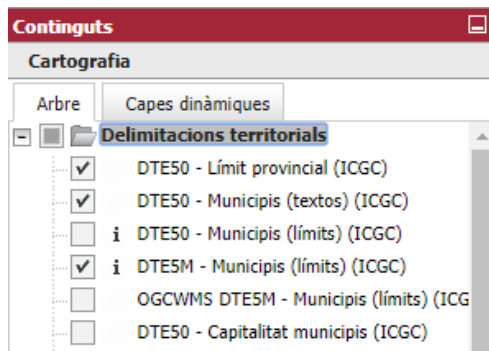 Continguts
Cartografia
Arbre Capes dinàmiques
Delimitacions territorials
DTE50 - Límit provincial (ICGC)
DTE50 - Municipis (textos) (ICGC)
i DTE50 - Municipis (límits) (ICGC)
i DTE5M - Municipis (límits) (ICGC)
OGCWMS DTE5M - Municipis (límits) (ICG
DTE50 - Capitalitat municipis (ICGC)